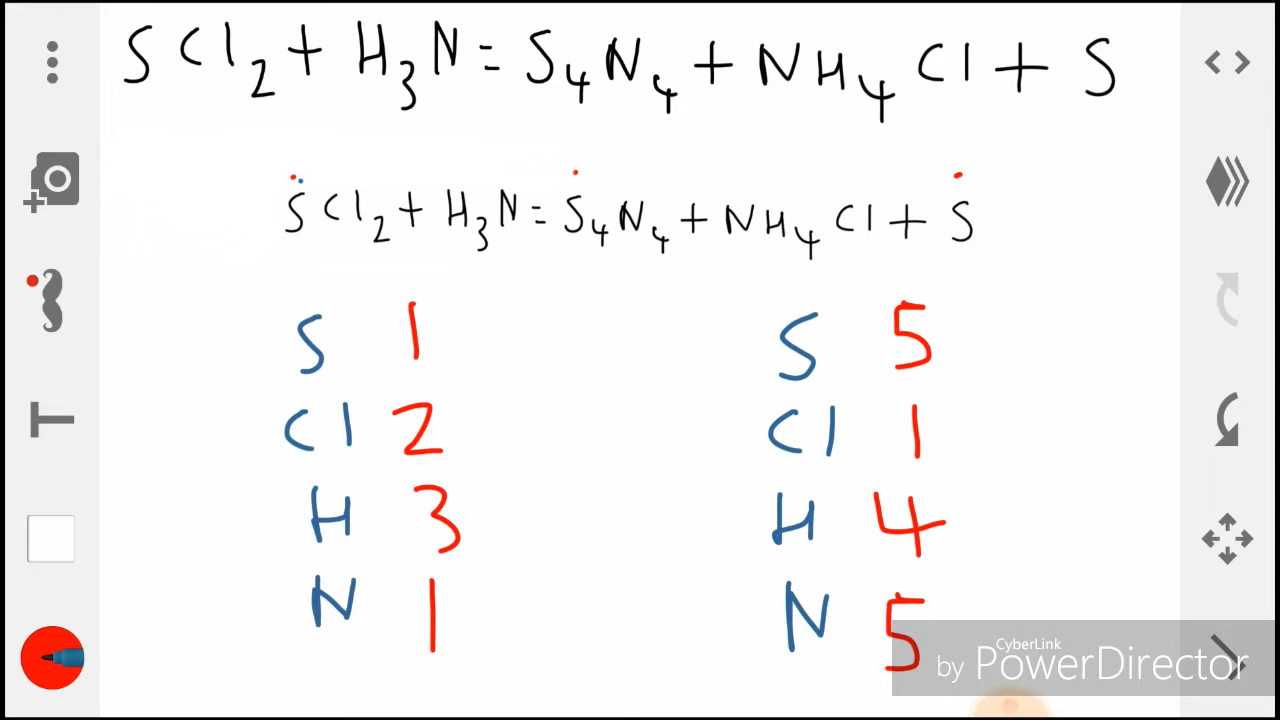 SCl₂ + H₃N = S₄N₄ + NH₄Cl + S
SCl₂ + H₃N = S₄N₄ + NH₄Cl + S
S 1 S 5
Cl 2 Cl 1
H 3 H 4
N 1 N 5
CyberLink
by PowerDirector